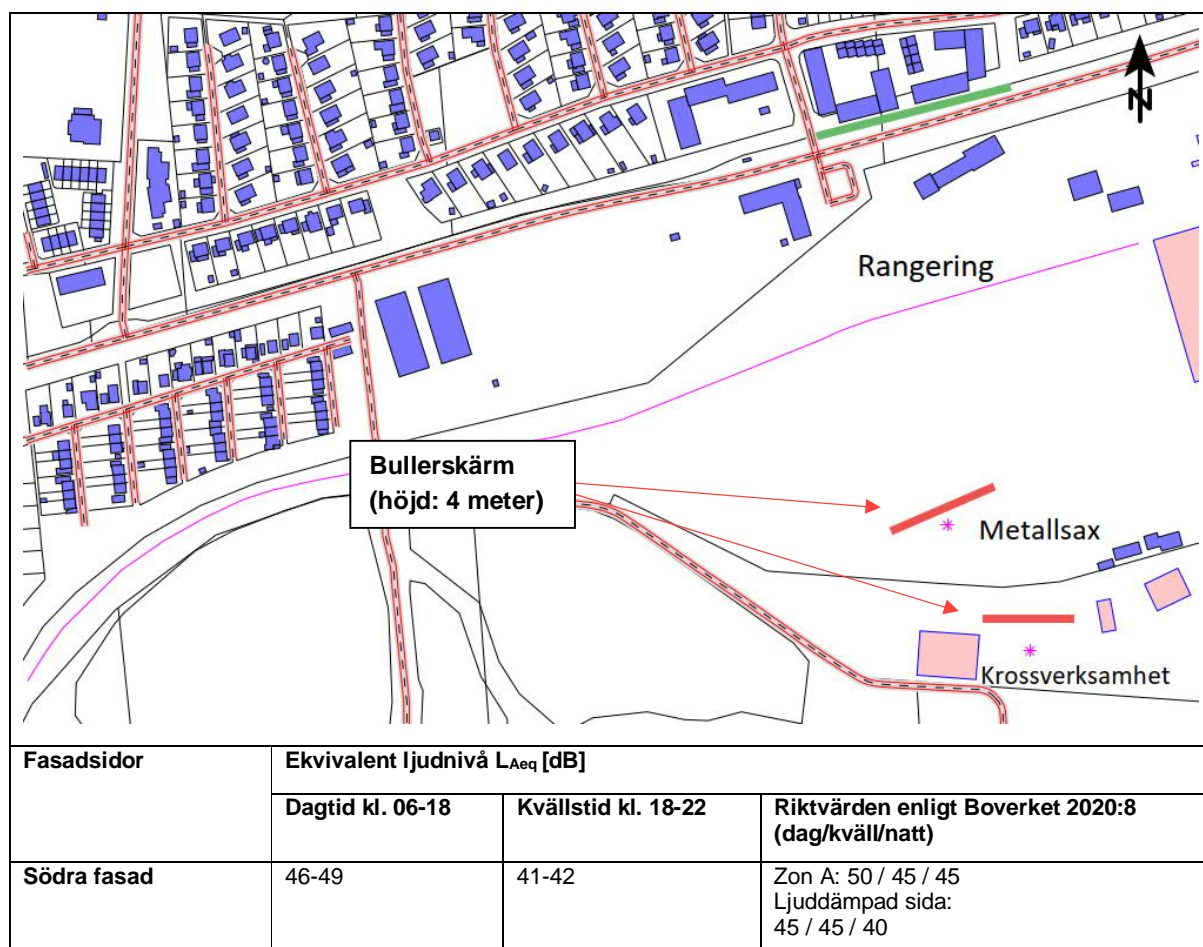 N
Rangering
Bullerskärm
(höjd: 4 meter)
Metallsax
Krossverksamhet
Fasadsidor
Ekvivalent ljudnivå LAeq [dB]
Dagtid kl. 06-18
Kvällstid kl. 18-22
Riktvärden enligt Boverket 2020:8
(dag/kväll/natt)
Södra fasad
46-49
41-42
Zon A: 50 / 45 / 45
Ljuddämpad sida:
45 / 45 / 40